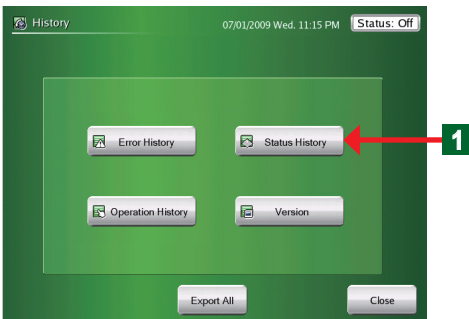 History 07/01/2009 Wed. 11:15 PM Status: Off
Error History Status History 1
Operation History Version
Export All Close